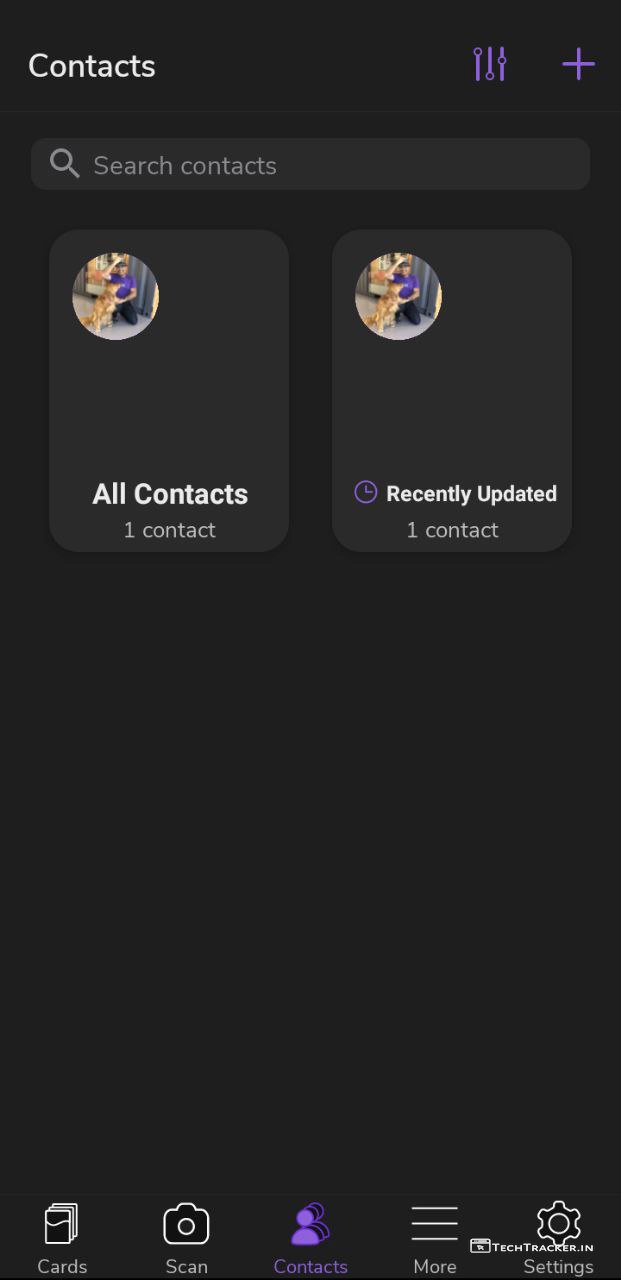 Contacts
Search contacts
All Contacts
1 contact
Recently Updated
1 contact
TechTracker.in
Cards
Scan
Contacts
More
Settings